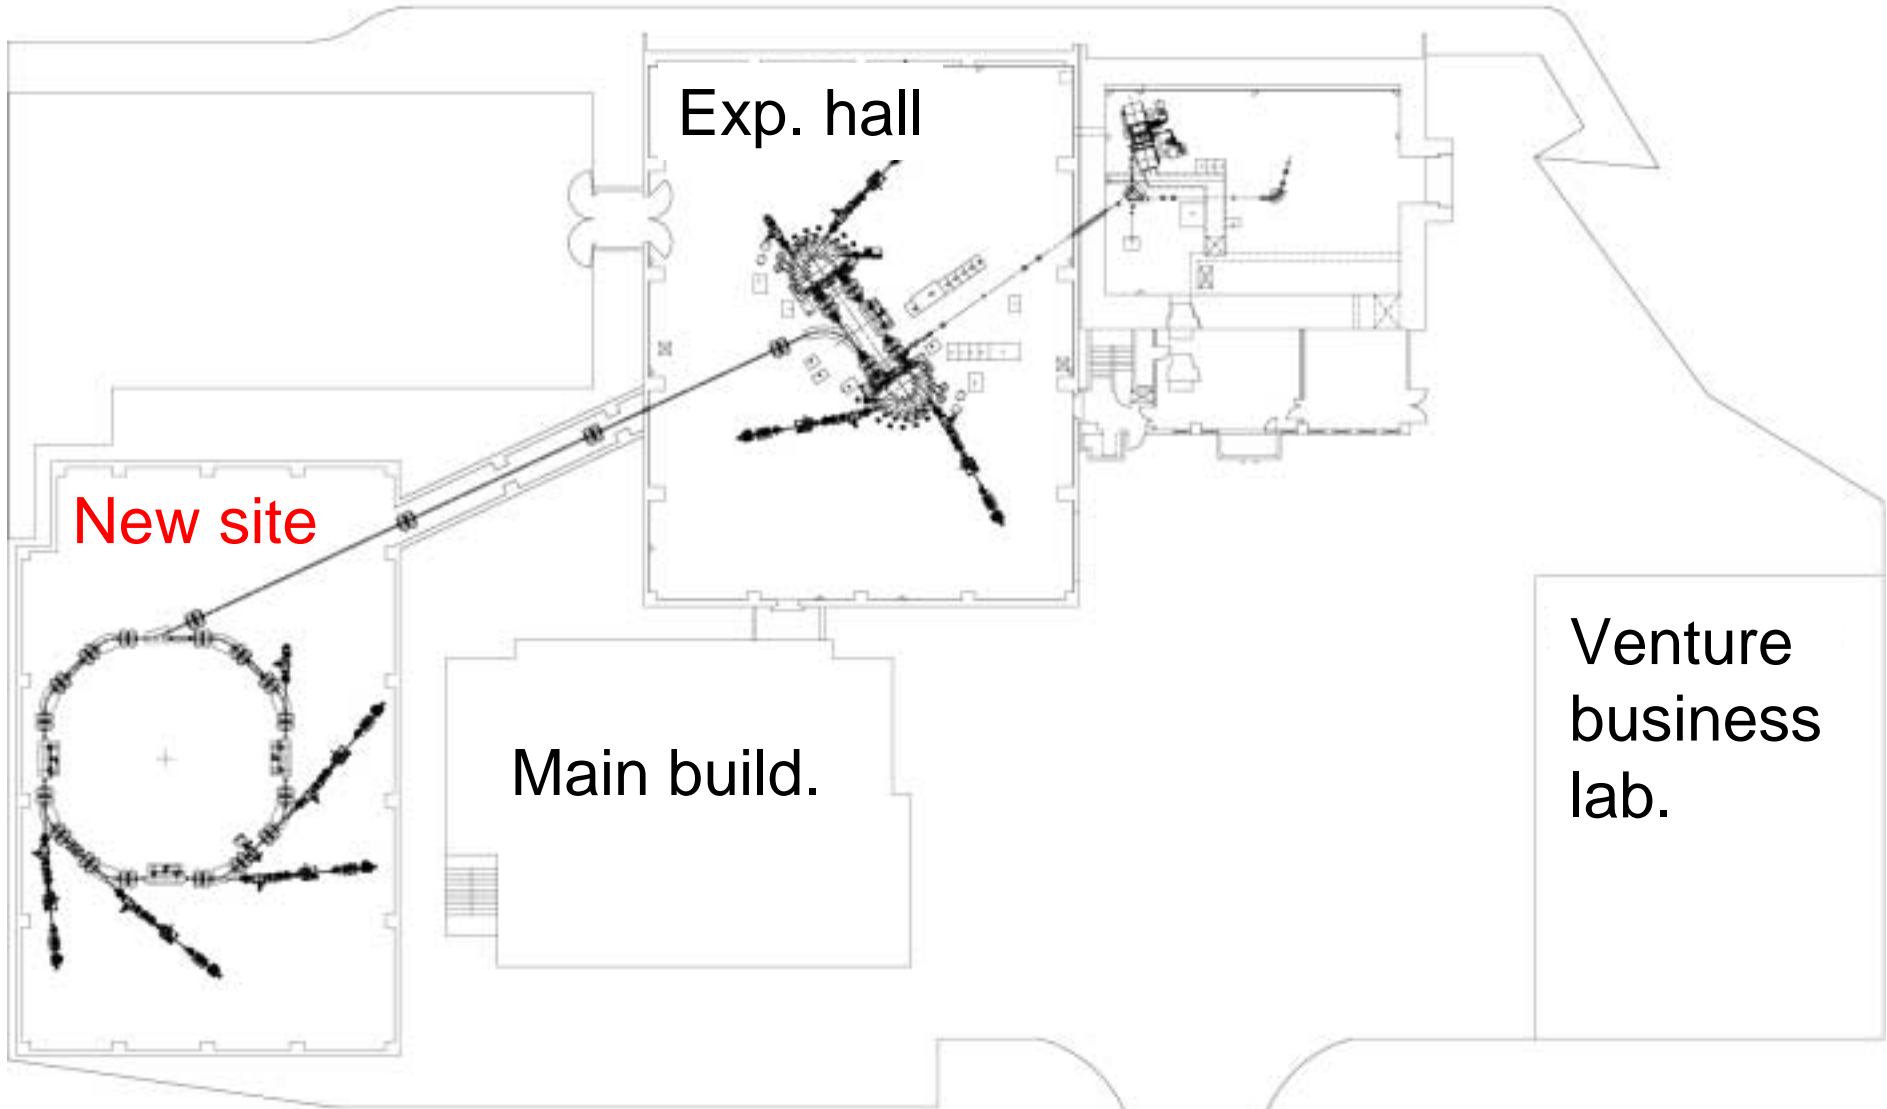 Exp. hall
New site
Main build.
Venture
business
lab.